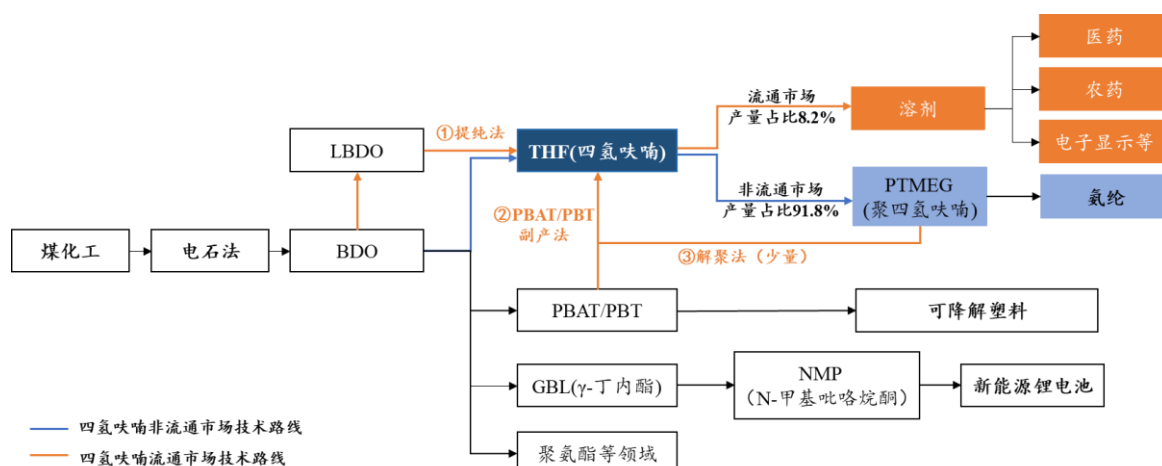 医药
流通市场
产量占比8.2%
溶剂
农药
①提纯法
LBDO
THF(四氢呋喃)
电子显示等
非流通市场
产量占比91.8%
PTMEG
(聚四氢呋喃)
氨纶
②PBAT/PBT
副产法
煤化工
电石法
BDO
③解聚法（少量）
PBAT/PBT
可降解塑料
GBL(γ-丁内酯)
NMP
（N-甲基吡咯烷酮）
新能源锂电池
四氢呋喃非流通市场技术路线
聚氨酯等领域
四氢呋喃流通市场技术路线